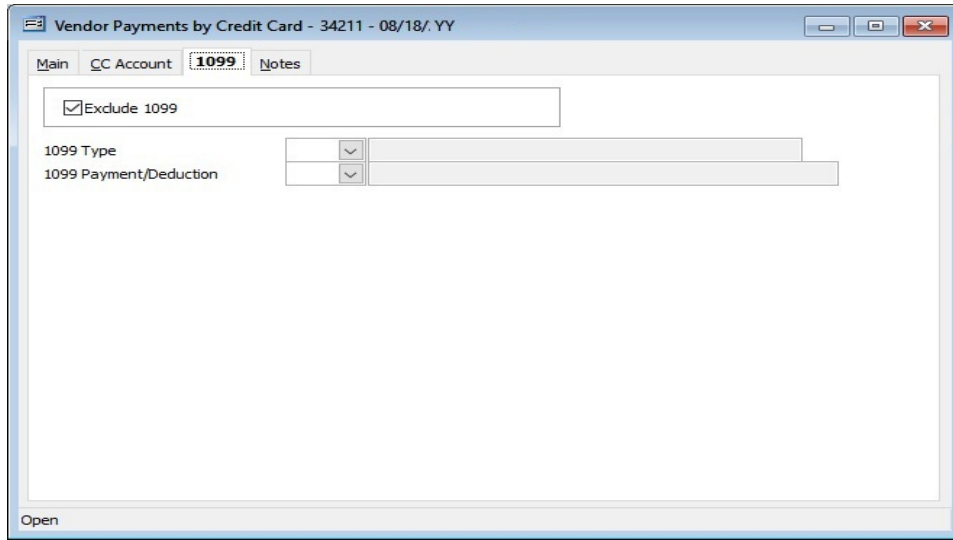 Vendor Payments by Credit Card - 34211 - 08/18/. YY
Main CC Account 1099 Notes
Exclude 1099
1099 Type
1099 Payment/Deduction
Open